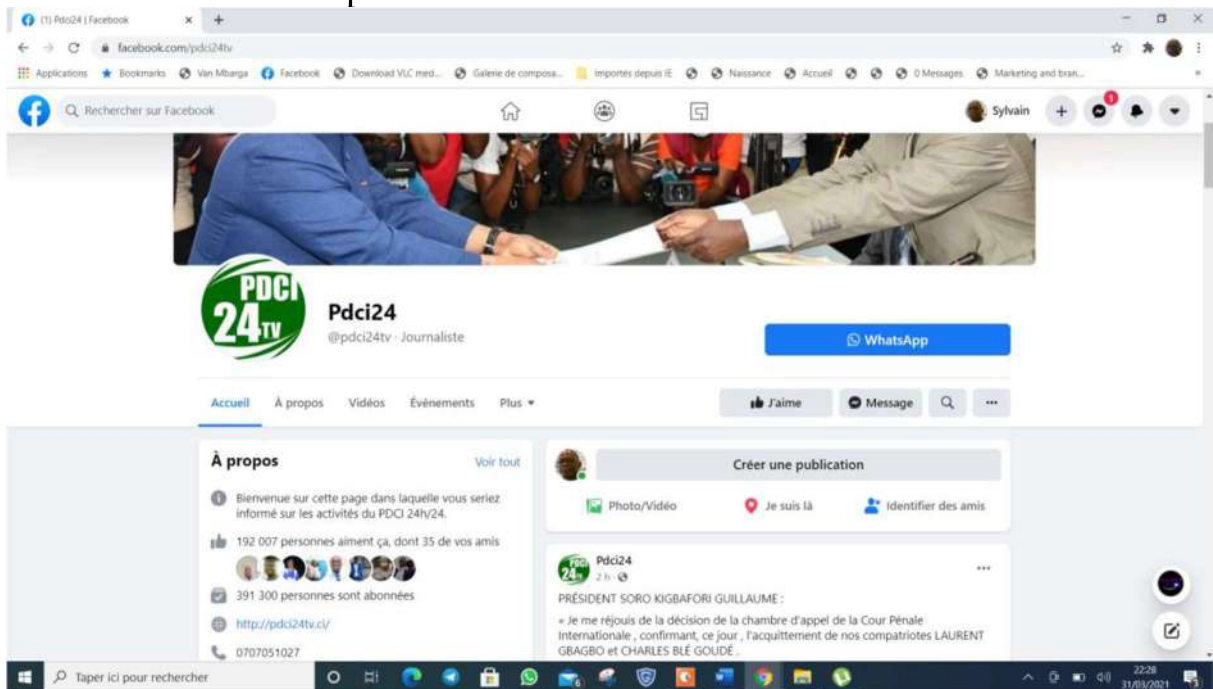 (1) Pdci24 | Facebook
facebook.com/pdci24tv
Applications
Bookmarks
Van Mbarga
Facebook
Download VLC med...
Galerie de composa...
Importés depuis IE
Naissance
Accueil
0 Messages
Marketing and bran...
Rechercher sur Facebook
Sylvain
1
PDCI
24 TV
Pdci24
@pdci24tv · Journaliste
WhatsApp
Accueil
À propos
Vidéos
Évènements
Plus
J'aime
Message
À propos
Voir tout
Bienvenue sur cette page dans laquelle vous seriez
informé sur les activités du PDCI 24h/24.
192 007 personnes aiment ça, dont 35 de vos amis
391 300 personnes sont abonnées
http://pdci24tv.ci/
0707051027
Créer une publication
Photo/Vidéo
Je suis là
Identifier des amis
Pdci24
2 h ·
PRÉSIDENT SORO KIGBAFORI GUILLAUME :
« Je me réjouis de la décision de la chambre d'appel de la Cour Pénale
Internationale , confirmant, ce jour , l'acquittement de nos compatriotes LAURENT
GBAGBO et CHARLES BLÉ GOUDÉ .
Taper ici pour rechercher
22:28
31/03/2021